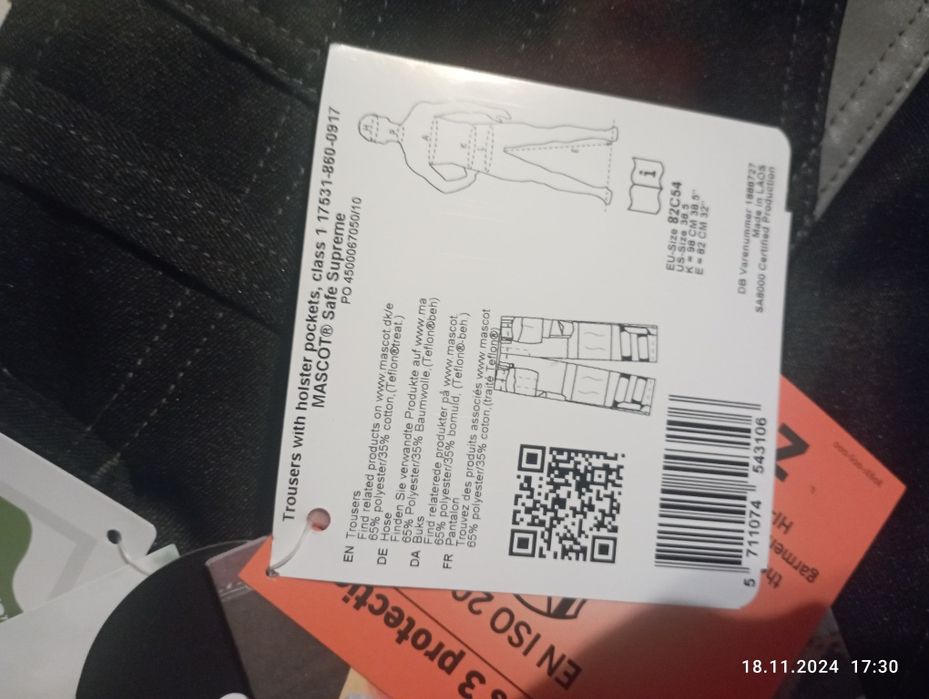 Trousers with holster pockets, class 1 17531-860-0917
MASCOT® Safe Supreme
PO 4500067050/10
EN Trousers
Find related products on www.mascot.dk/e
65% polyester/35% cotton,(Teflon®treat.)
DE Hose
Finden Sie verwandte Produkte auf www.ma
65% Polyester/35% Baumwolle,(Teflon®beh)
DA Buks
Find relaterede produkter på www.mascot
65% polyester/35% bomuld, (Teflon®-beh.)
FR Pantalon
Trouvez des produits associés www.mascot
65% polyester/35% coton,(traité Teflon®)
H
P
A
K
E
i
EU-Size 82C54
US-Size 38.5
K = 98 CM 38.5"
E = 82 CM 32"
DB Varenummer 1888727
Made in LAOS
SA8000 Certified Production
5 711074 543106
s 3 protecti
EN ISO 20
garmen
18.11.2024 17:30